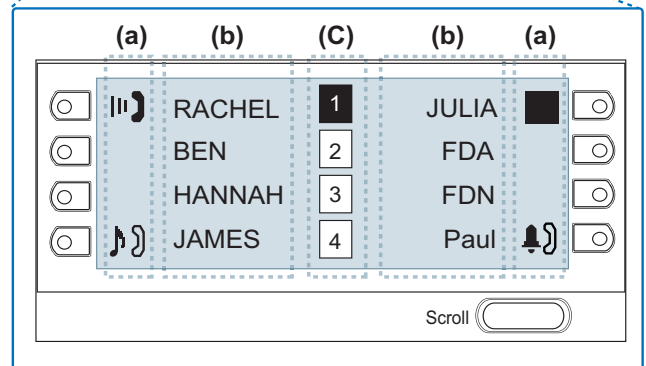 (a) (b) (C) (b) (a)
RACHEL 1 JULIA
BEN 2 FDA
HANNAH 3 FDN
JAMES 4 Paul
Scroll